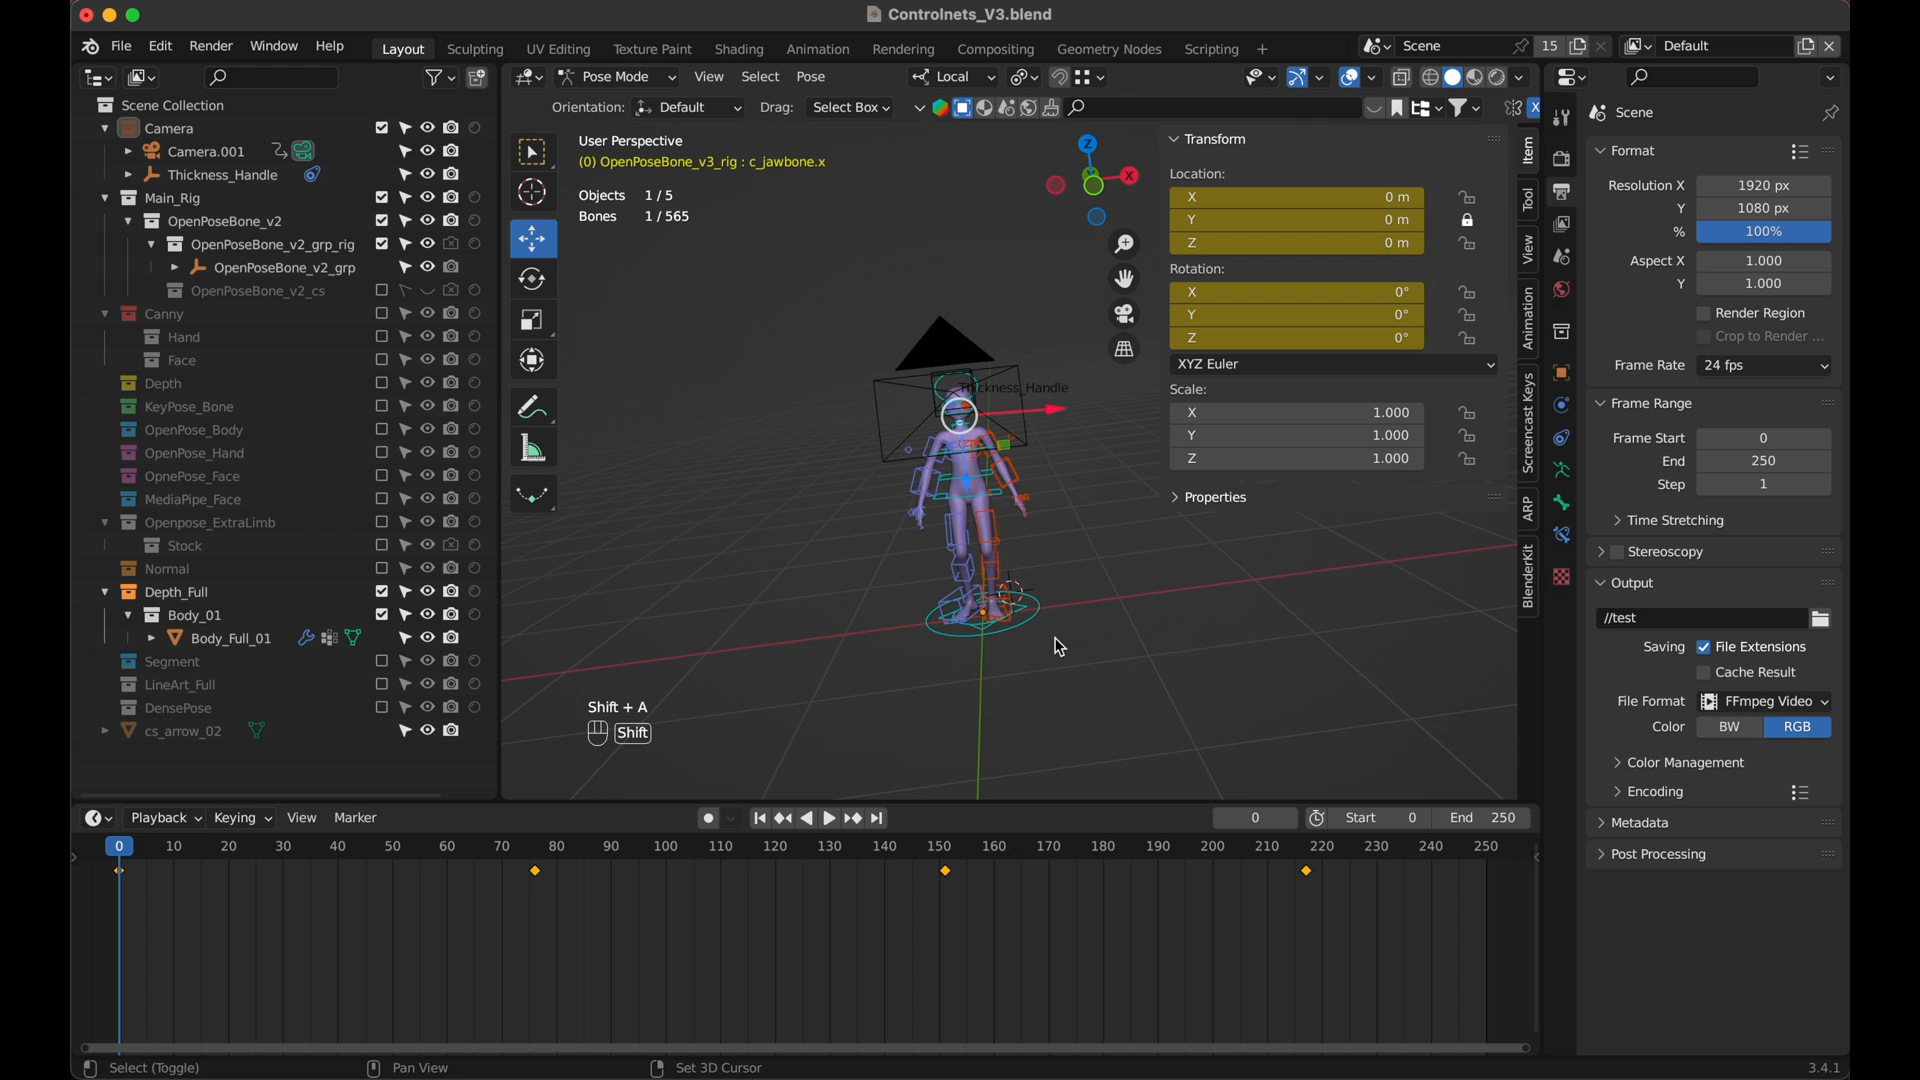 Controlnets_V3.blend
File Edit Render Window Help Layout Sculpting UV Editing Texture Paint Shading Animation Rendering Compositing Geometry Nodes Scripting + Scene 15 Default
Pose Mode View Select Pose Local
Orientation: Default Drag: Select Box
Scene Collection
Camera
Camera.001
Thickness_Handle
Main_Rig
OpenPoseBone_v2
OpenPoseBone_v2_grp_rig
OpenPoseBone_v2_grp
OpenPoseBone_v2_cs
Canny
Hand
Face
Depth
KeyPose_Bone
OpenPose_Body
OpenPose_Hand
OpnePose_Face
MediaPipe_Face
Openpose_ExtraLimb
Stock
Normal
Depth_Full
Body_01
Body_Full_01
Segment
LineArt_Full
DensePose
cs_arrow_02
User Perspective
(0) OpenPoseBone_v3_rig : c_jawbone.x
Objects 1 / 5
Bones 1 / 565
Z
X
Thickness_Handle
Shift + A
Shift
Transform
Location:
X 0 m
Y 0 m
Z 0 m
Rotation:
X 0°
Y 0°
Z 0°
XYZ Euler
Scale:
X 1.000
Y 1.000
Z 1.000
Properties
Item
Tool
View
Animation
Screencast Keys
ARP
BlenderKit
X
Scene
Format
Resolution X 1920 px
Y 1080 px
% 100%
Aspect X 1.000
Y 1.000
Render Region
Crop to Render ...
Frame Rate 24 fps
Frame Range
Frame Start 0
End 250
Step 1
Time Stretching
Stereoscopy
Output
//test
Saving File Extensions
Cache Result
File Format FFmpeg Video
Color BW RGB
Color Management
Encoding
Metadata
Post Processing
Playback Keying View Marker 0 Start 0 End 250
0 10 20 30 40 50 60 70 80 90 100 110 120 130 140 150 160 170 180 190 200 210 220 230 240 250
Select (Toggle) Pan View Set 3D Cursor 3.4.1